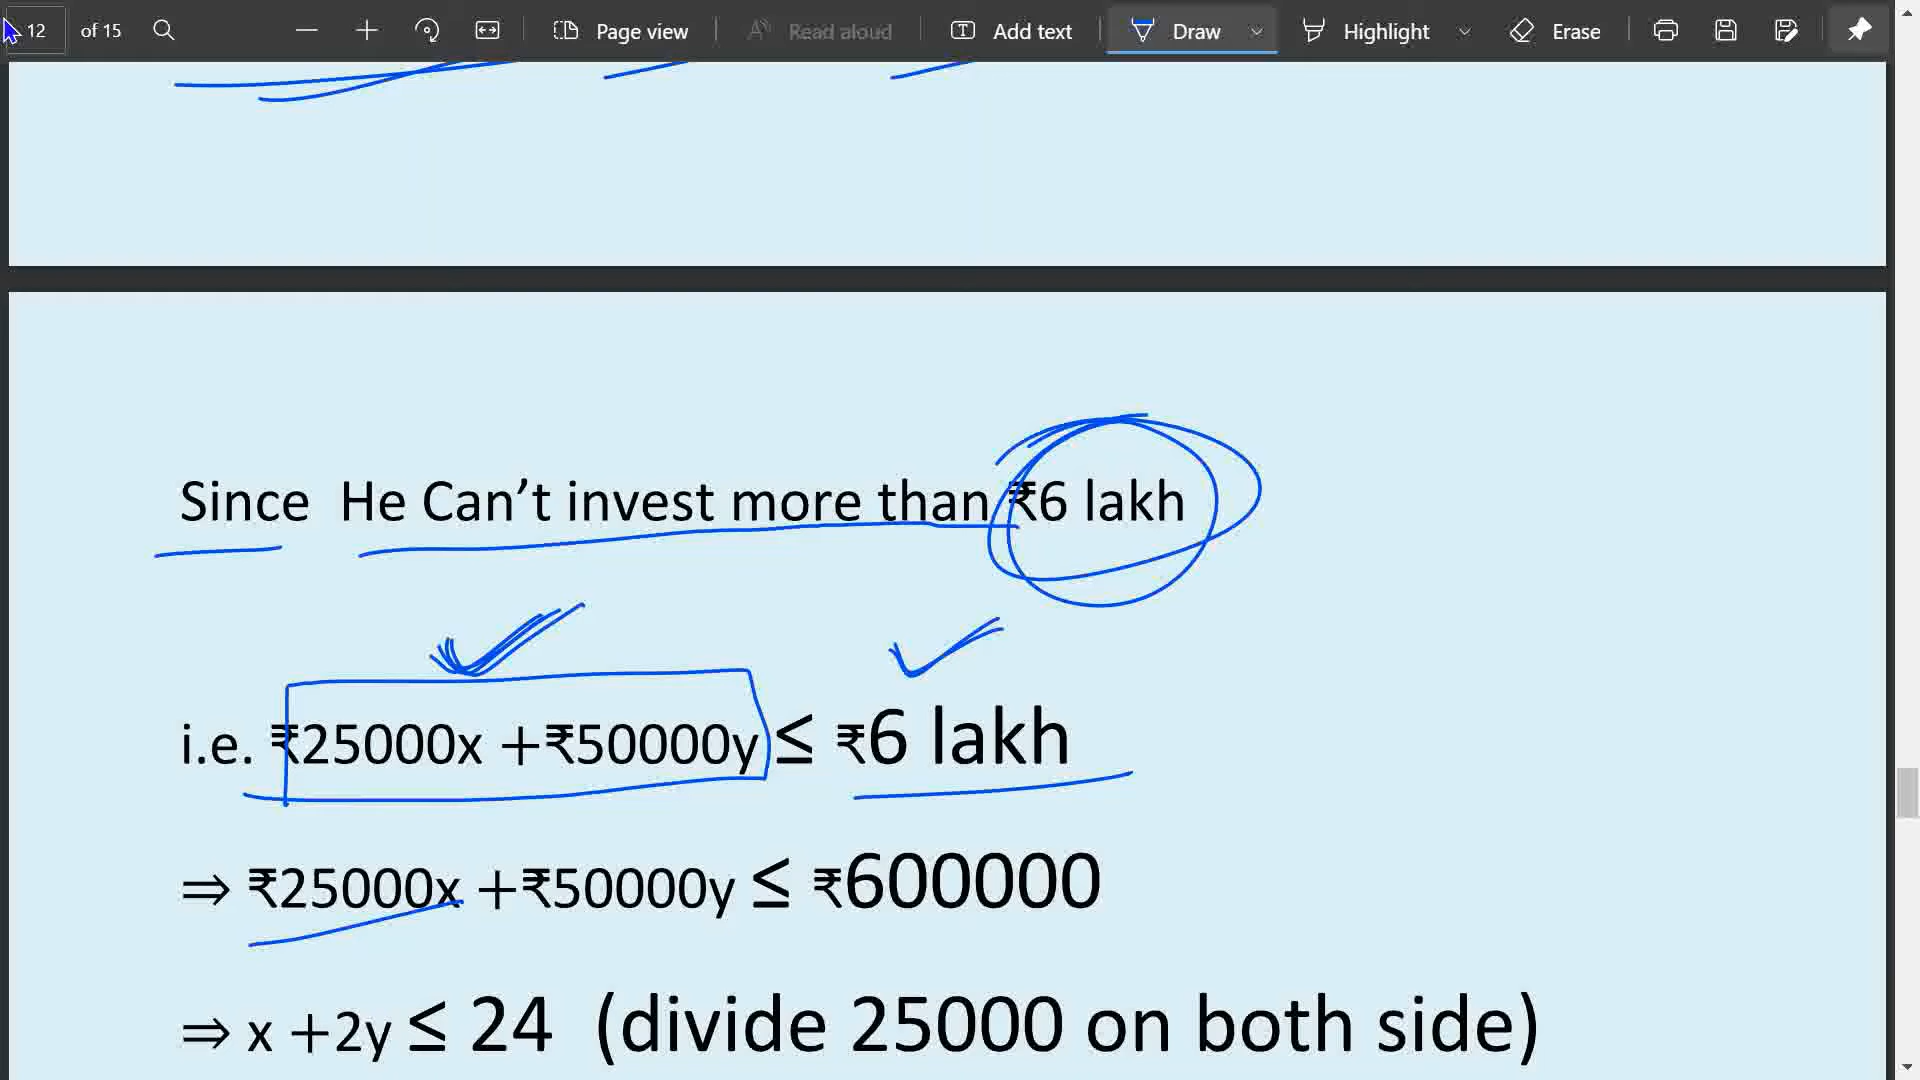 12 of 15 Page view Read aloud Add text Draw Highlight Erase
Since He Can’t invest more than ₹6 lakh
i.e. ₹25000x +₹50000y ≤ ₹6 lakh
⇒ ₹25000x +₹50000y ≤ ₹600000
⇒ x +2y ≤ 24 (divide 25000 on both side)